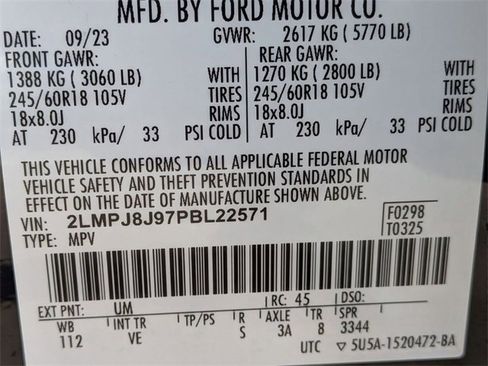 MFD. BY FORD MOTOR CO.
DATE: 09/23 GVWR: 2617 KG (5770 LB)
FRONT GAWR: REAR GAWR:
1388 KG (3060 LB) WITH 1270 KG (2800 LB) WITH
245/60R18 105V TIRES 245/60R18 105V TIRES
18x8.0J RIMS 18x8.0J RIMS
AT 230 kPa/ 33 PSI COLD AT 230 kPa/ 33 PSI COLD
THIS VEHICLE CONFORMS TO ALL APPLICABLE FEDERAL MOTOR
VEHICLE SAFETY AND THEFT PREVENTION STANDARDS IN
EFFECT ON THE DATE OF MANUFACTURE SHOWN ABOVE.
VIN: 2LMPJ8J97PBL22571 F0298
TYPE: MPV T0325
EXT PNT: UM RC: 45 DSO:
WB INT TR TP/PS R AXLE TR SPR
112 VE S 3A 8 3344
UTC ▽ 5U5A-1520472-BA